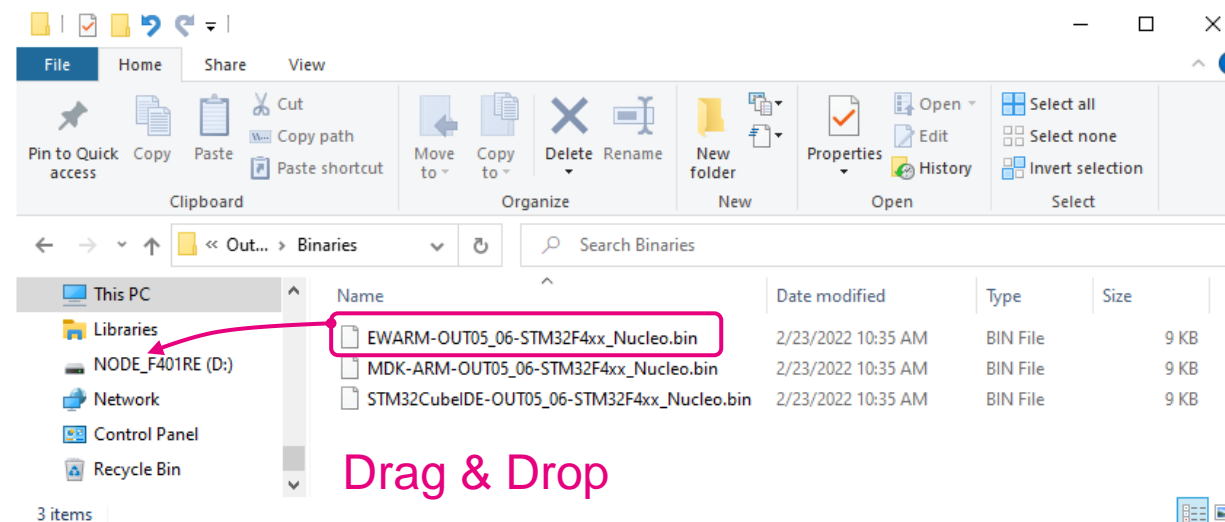 File Home Share View
Pin to Quick access
Copy
Paste
Cut
Copy path
Paste shortcut
Clipboard
Move to
Copy to
Delete
Rename
Organize
New folder
New
Properties
Open
Edit
History
Open
Select all
Select none
Invert selection
Select
« Out... › Binaries
Search Binaries
This PC
Libraries
NODE_F401RE (D:)
Network
Control Panel
Recycle Bin
Name Date modified Type Size
EWARM-OUT05_06-STM32F4xx_Nucleo.bin 2/23/2022 10:35 AM BIN File 9 KB
MDK-ARM-OUT05_06-STM32F4xx_Nucleo.bin 2/23/2022 10:35 AM BIN File 9 KB
STM32CubeIDE-OUT05_06-STM32F4xx_Nucleo.bin 2/23/2022 10:35 AM BIN File 9 KB
Drag & Drop
3 items